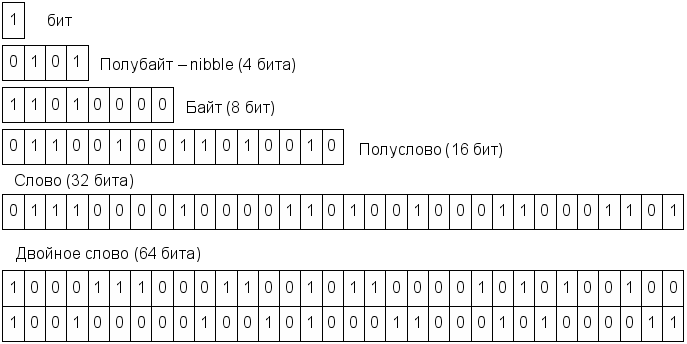 1 бит
0 1 0 1 Полубайт – nibble (4 бита)
1 1 0 1 0 0 0 0 Байт (8 бит)
0 1 1 0 0 1 0 0 1 1 0 1 0 0 1 0 Полуслово (16 бит)
Слово (32 бита)
0 1 1 1 0 0 0 0 1 0 0 0 0 1 1 0 1 0 0 1 0 0 0 1 1 0 0 0 1 1 0 1
Двойное слово (64 бита)
1 0 0 0 1 1 1 0 0 0 1 1 0 0 1 0 1 1 0 0 0 0 1 0 1 0 1 0 0 1 0 0
1 0 0 1 0 0 0 0 0 1 0 0 1 0 1 0 0 0 1 1 0 0 0 1 0 1 0 0 0 0 1 1